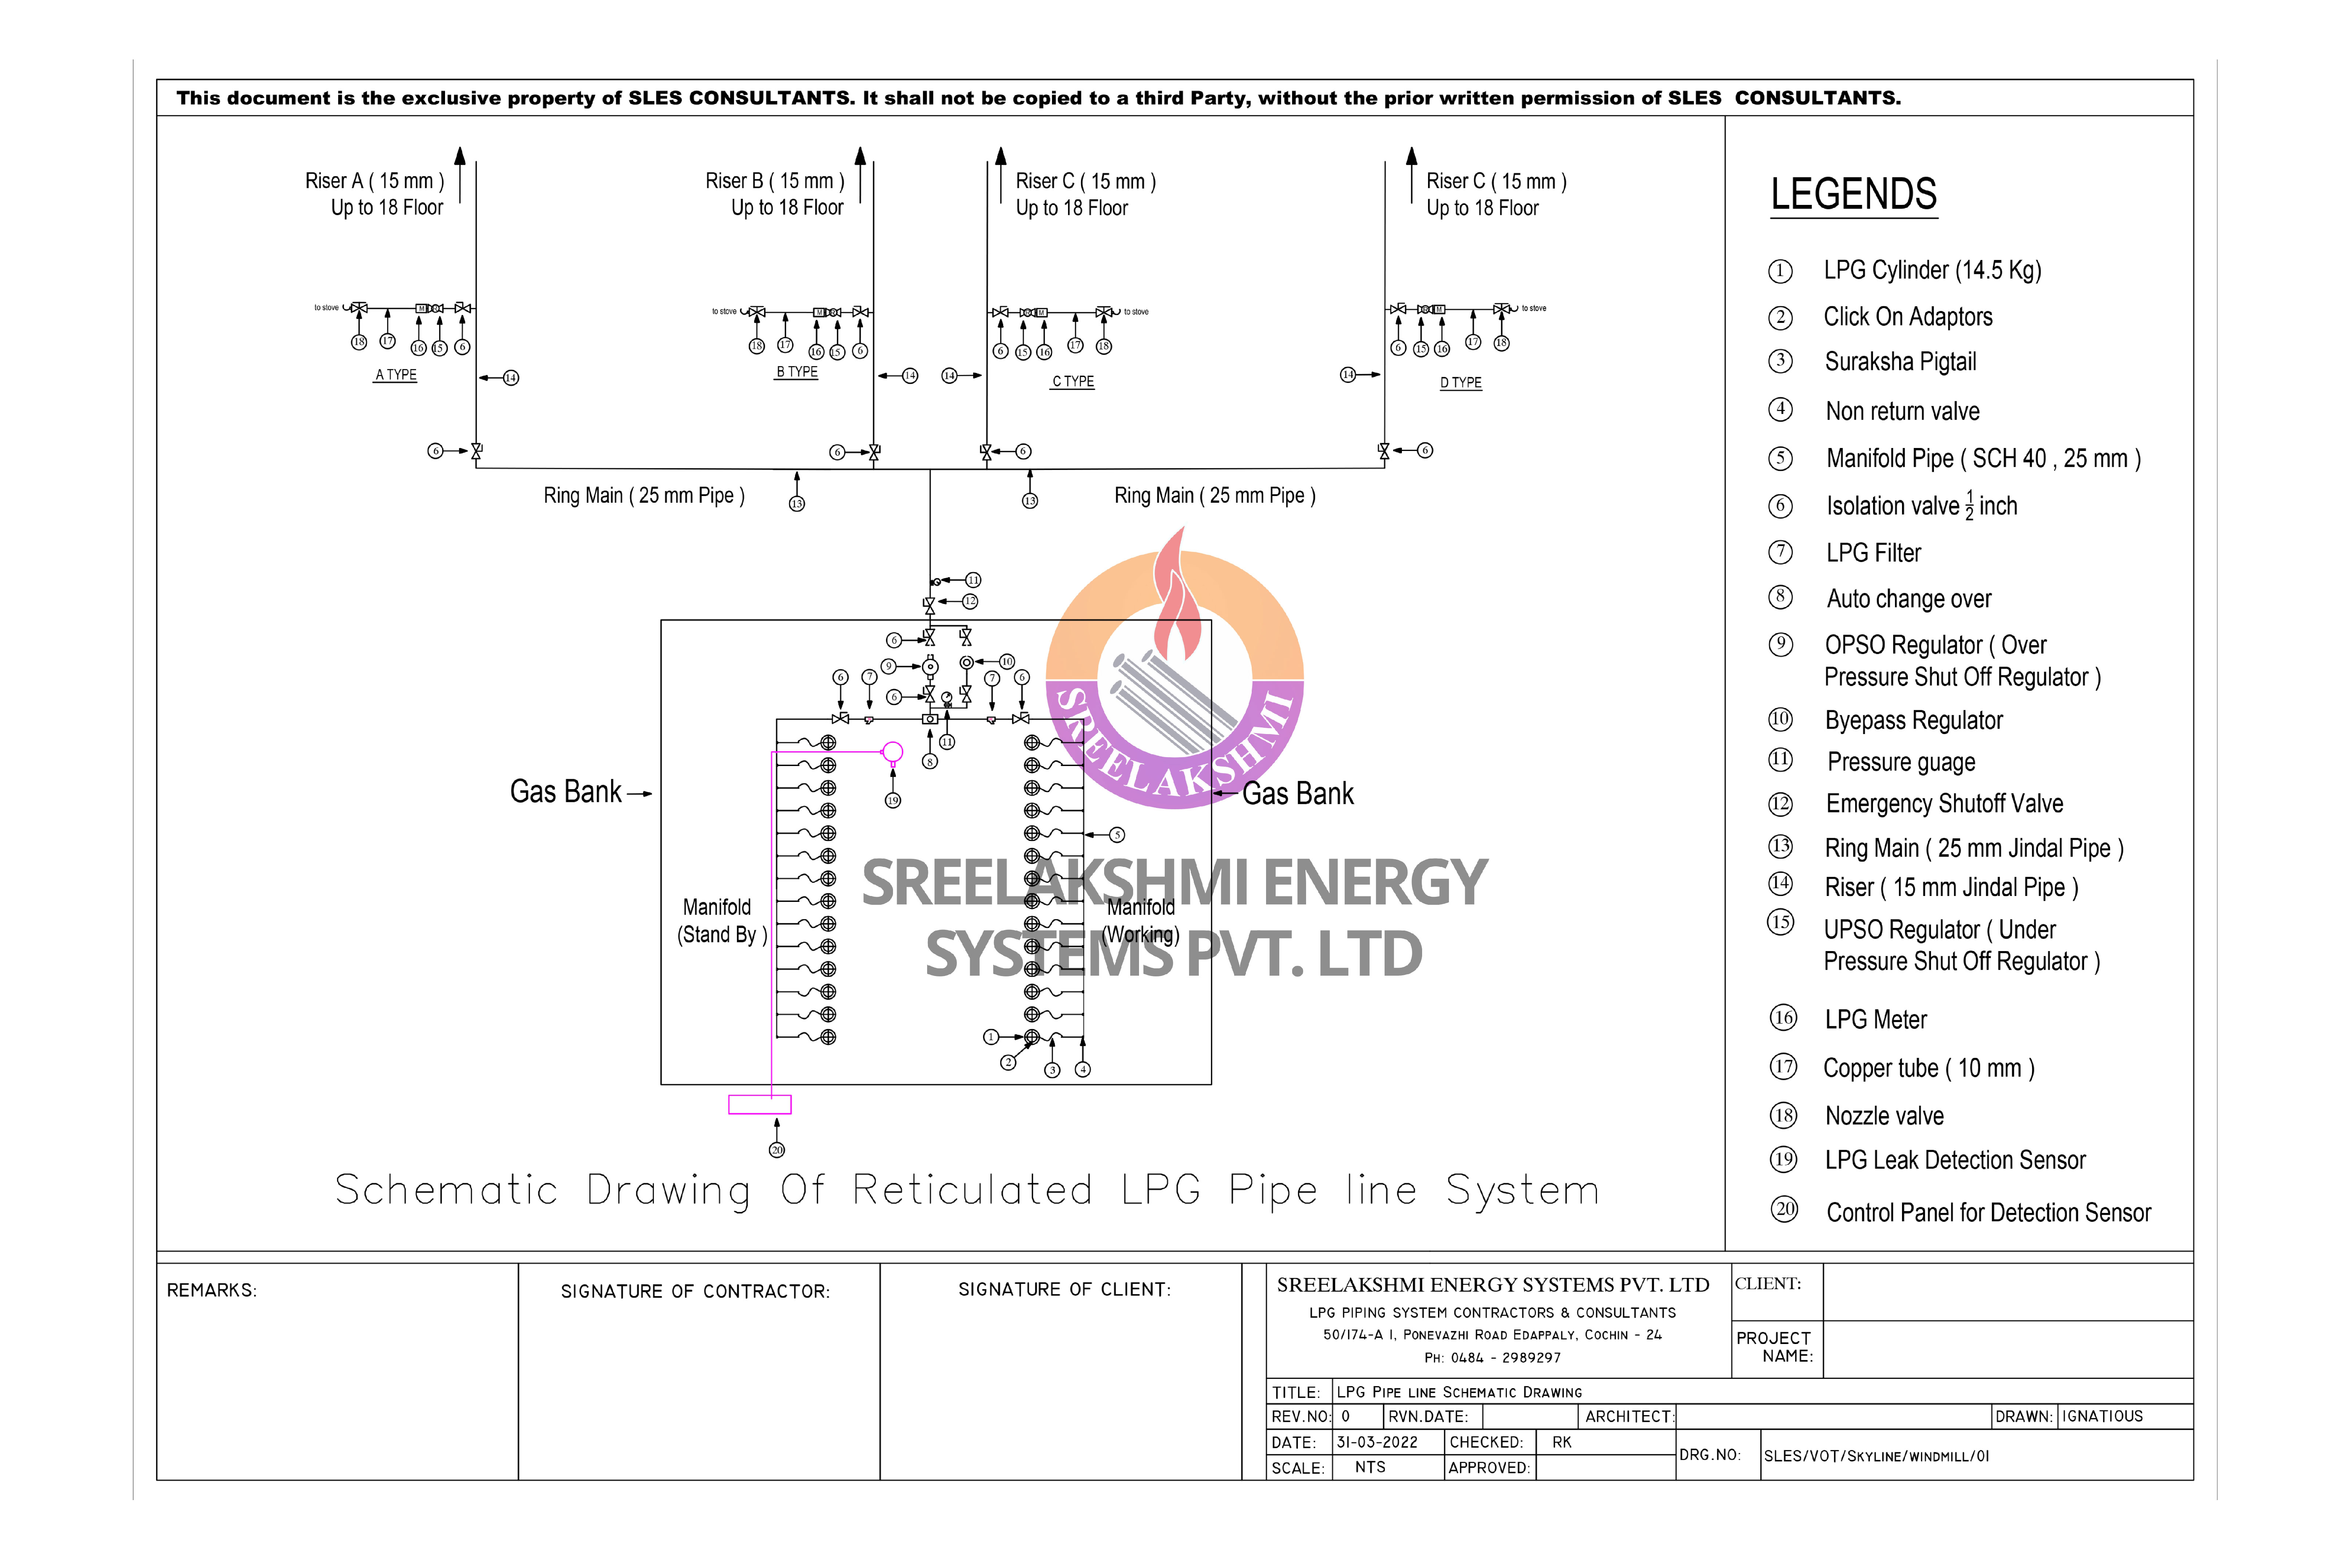 This document is the exclusive property of SLES CONSULTANTS. It shall not be copied to a third Party, without the prior written permission of SLES CONSULTANTS.
Riser A ( 15 mm )
Up to 18 Floor
Riser B ( 15 mm )
Up to 18 Floor
Riser C ( 15 mm )
Up to 18 Floor
Riser C ( 15 mm )
Up to 18 Floor
to stove
M
18
17
16
15
6
A TYPE
14
6
to stove
M
18
17
16
15
6
B TYPE
14
6
to stove
M
6
15
16
17
18
C TYPE
14
6
to stove
M
6
15
16
17
18
D TYPE
14
6
Ring Main ( 25 mm Pipe )
13
13
Ring Main ( 25 mm Pipe )
11
12
6
9
10
6
7
6
7
6
11
8
19
Gas Bank
Gas Bank
5
Manifold
(Stand By )
Manifold
(Working)
1
2
3
4
20
SREELAKSHMI
SREELAKSHMI ENERGY
SYSTEMS PVT. LTD
Schematic Drawing Of Reticulated LPG Pipe line System
LEGENDS
1 LPG Cylinder (14.5 Kg)
2 Click On Adaptors
3 Suraksha Pigtail
4 Non return valve
5 Manifold Pipe ( SCH 40 , 25 mm )
6 Isolation valve 1/2 inch
7 LPG Filter
8 Auto change over
9 OPSO Regulator ( Over
Pressure Shut Off Regulator )
10 Byepass Regulator
11 Pressure guage
12 Emergency Shutoff Valve
13 Ring Main ( 25 mm Jindal Pipe )
14 Riser ( 15 mm Jindal Pipe )
15 UPSO Regulator ( Under
Pressure Shut Off Regulator )
16 LPG Meter
17 Copper tube ( 10 mm )
18 Nozzle valve
19 LPG Leak Detection Sensor
20 Control Panel for Detection Sensor
REMARKS:
SIGNATURE OF CONTRACTOR:
SIGNATURE OF CLIENT:
SREELAKSHMI ENERGY SYSTEMS PVT. LTD
LPG PIPING SYSTEM CONTRACTORS & CONSULTANTS
50/174-A 1, PONEVAZHI ROAD EDAPPALY, COCHIN - 24
PH: 0484 - 2989297
CLIENT:
PROJECT
NAME:
TITLE: LPG PIPE LINE SCHEMATIC DRAWING
REV.NO: 0 RVN.DATE: ARCHITECT: DRAWN: IGNATIOUS
DATE: 31-03-2022 CHECKED: RK
DRG.NO: SLES/VOT/SKYLINE/WINDMILL/01
SCALE: NTS APPROVED: